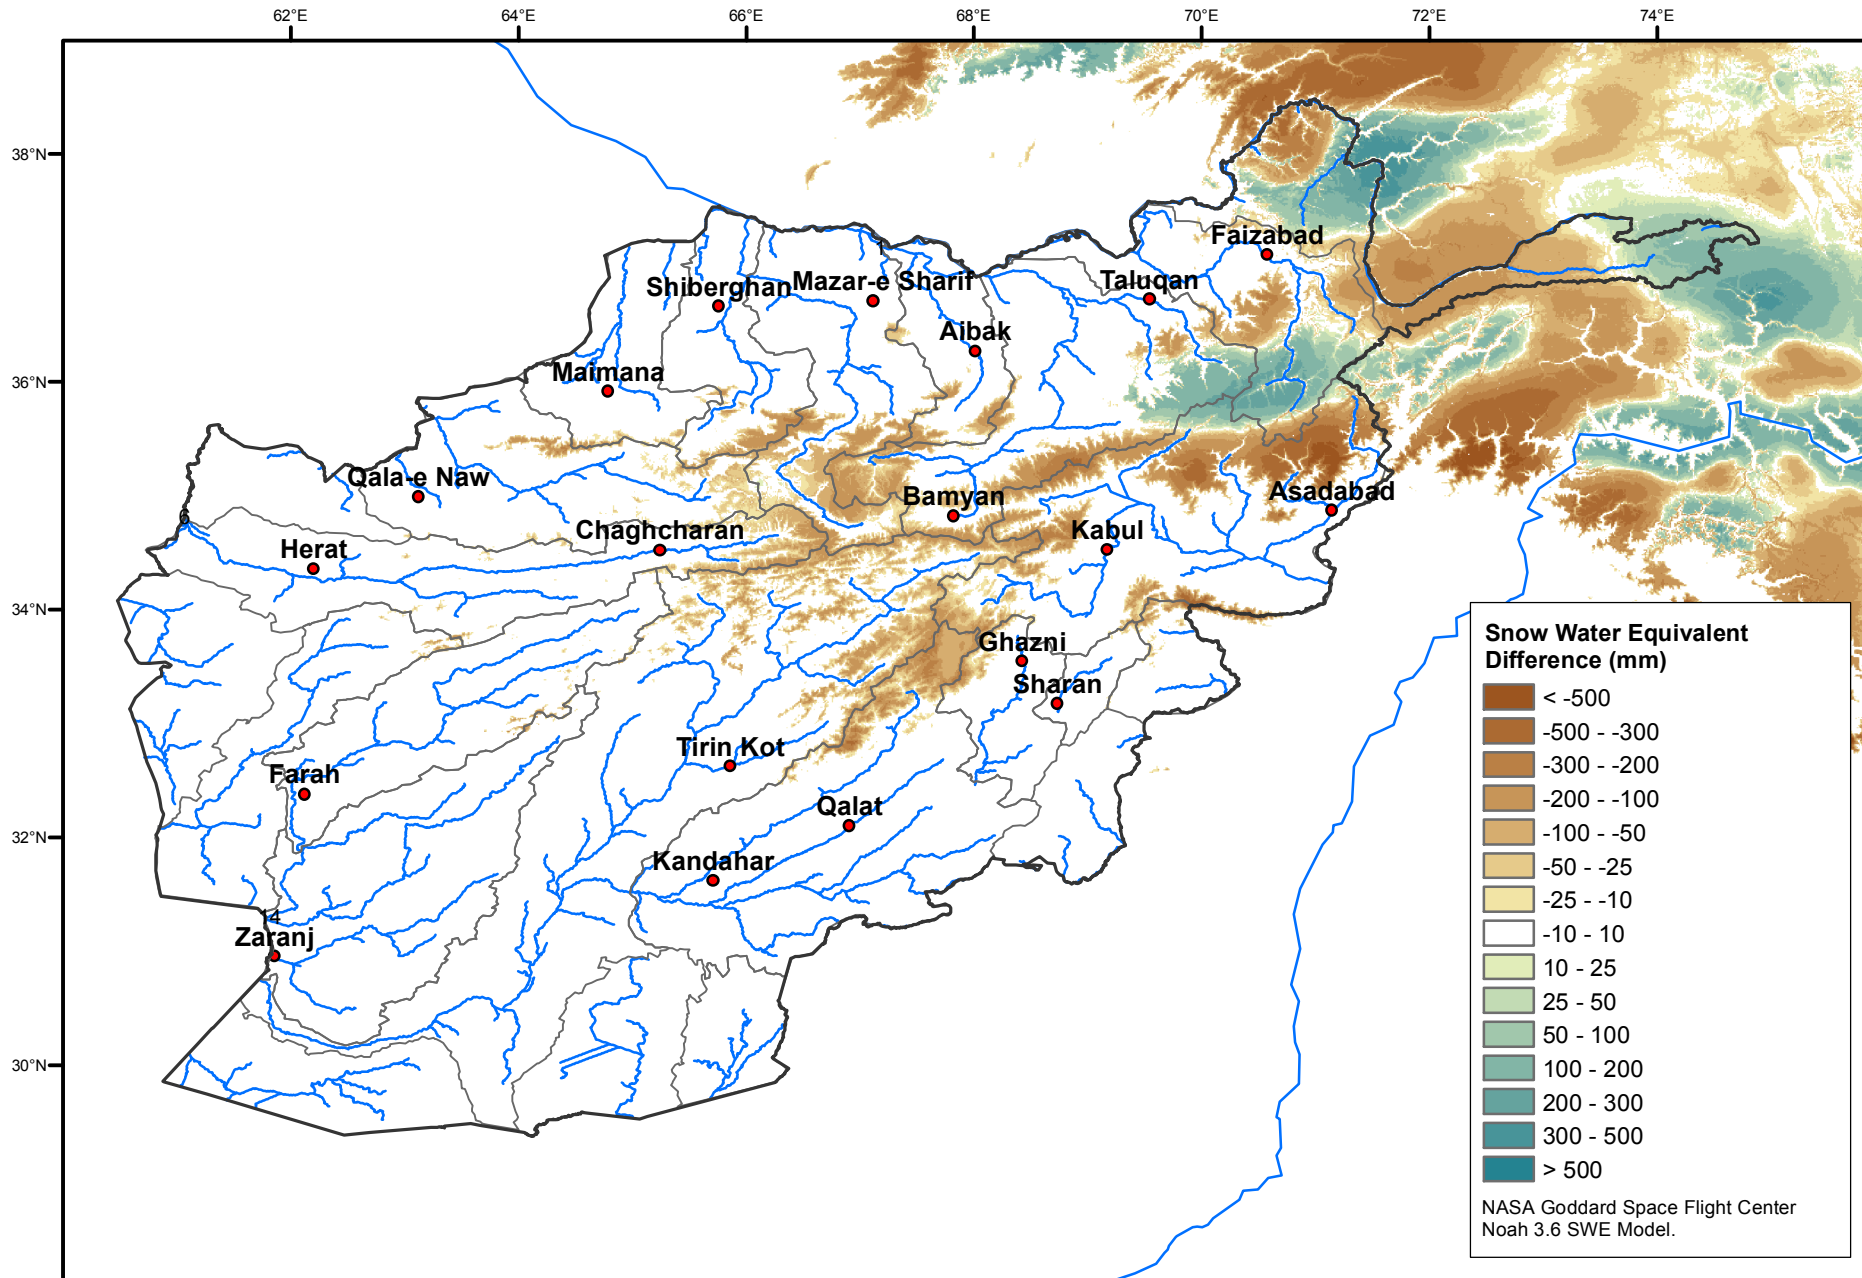 62°E 64°E 66°E 68°E 70°E 72°E 74°E
38°N
Faizabad
1
Shiberghan Mazar-e Sharif Taluqan
Aibak
36°N
Maimana
Qala-e Naw
Bamyan Asadabad
6
Chaghcharan Kabul
Herat
34°N
Ghazni
Sharan
Tirin Kot
Farah
Qalat
32°N
Kandahar
14
Zaranj
30°N
Snow Water Equivalent
Difference (mm)
< -500
-500 - -300
-300 - -200
-200 - -100
-100 - -50
-50 - -25
-25 - -10
-10 - 10
10 - 25
25 - 50
50 - 100
100 - 200
200 - 300
300 - 500
> 500
NASA Goddard Space Flight Center
Noah 3.6 SWE Model.